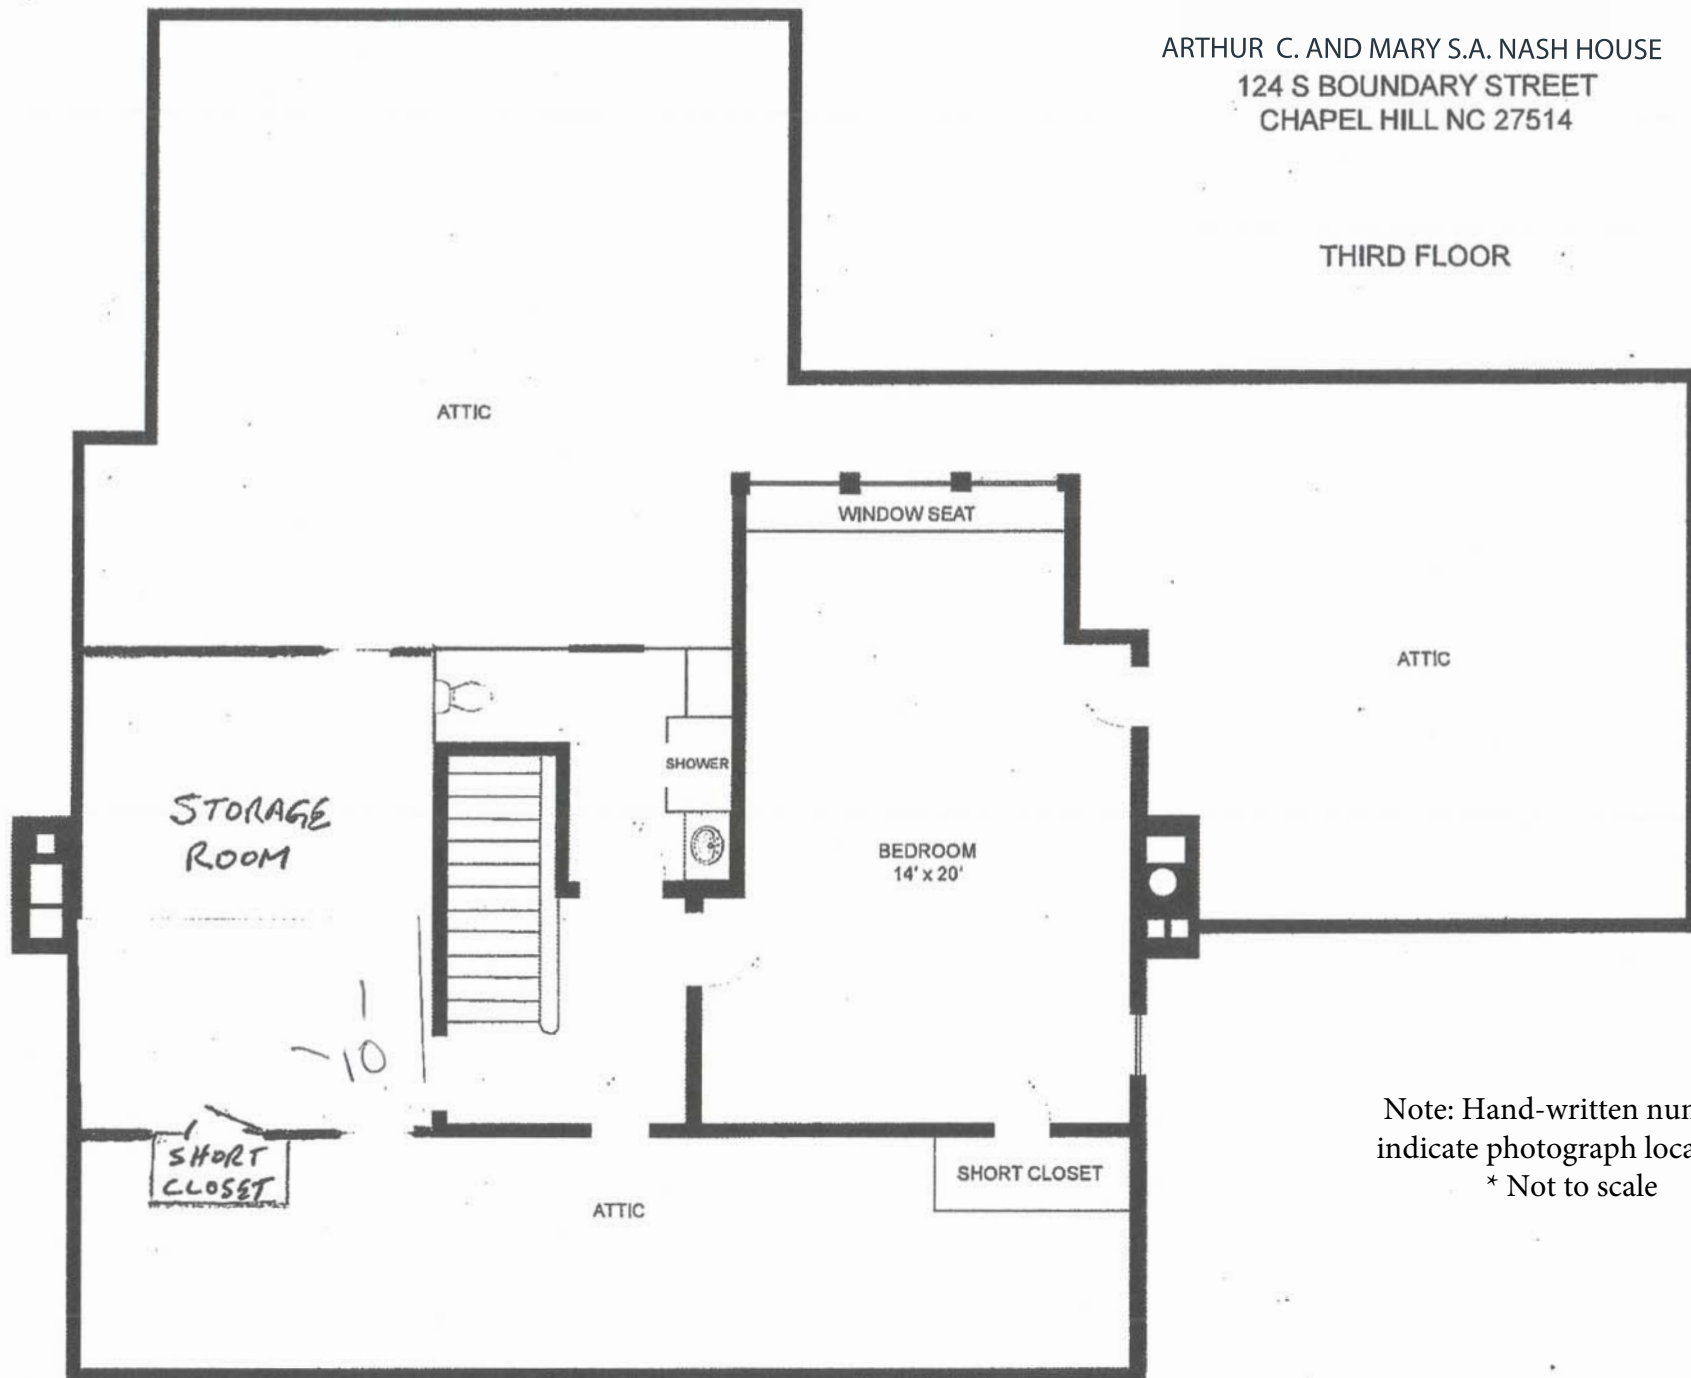 ARTHUR C. AND MARY S.A. NASH HOUSE
124 S BOUNDARY STREET
CHAPEL HILL NC 27514
THIRD FLOOR
ATTIC
WINDOW SEAT
ATTIC
SHOWER
STORAGE
ROOM
BEDROOM
14' x 20'
10
SHORT
CLOSET
SHORT CLOSET
ATTIC
Note: Hand-written
indicate photograph
* Not to scale